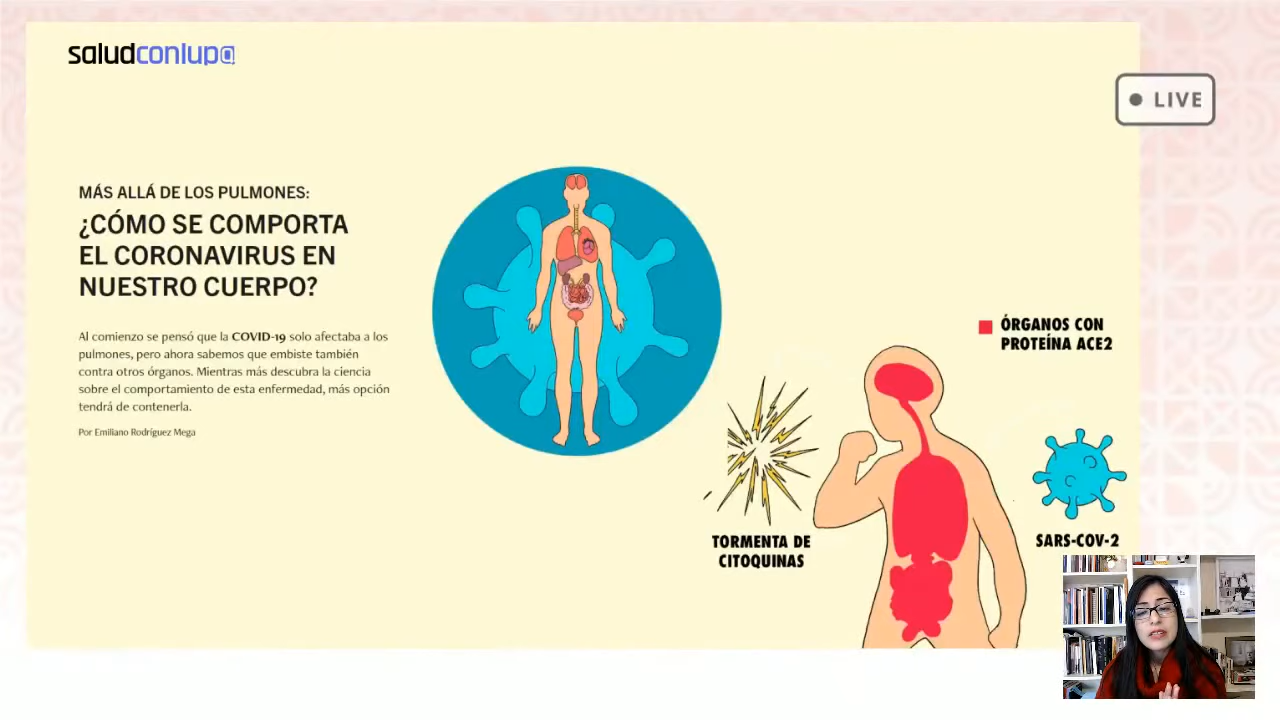 saludconlupa
LIVE
MÁS ALLÁ DE LOS PULMONES:
¿CÓMO SE COMPORTA
EL CORONAVIRUS EN
NUESTRO CUERPO?
Al comienzo se pensó que la COVID-19 solo afectaba a los
pulmones, pero ahora sabemos que embiste también
contra otros órganos. Mientras más descubra la ciencia
sobre el comportamiento de esta enfermedad, más opción
tendrá de contenerla.
Por Emiliano Rodríguez Mega
ÓRGANOS CON
PROTEÍNA ACE2
TORMENTA DE
CITOQUINAS
SARS-COV-2